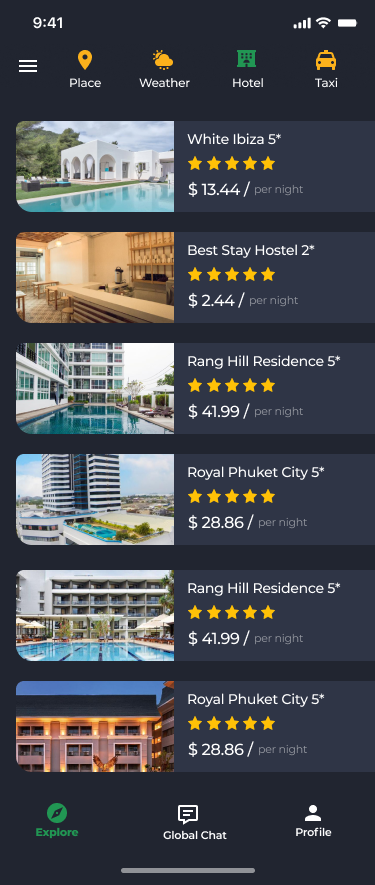 9:41
Place
Weather
Hotel
Taxi
White Ibiza 5*
$ 13.44 / per night
Best Stay Hostel 2*
$ 2.44 / per night
Rang Hill Residence 5*
$ 41.99 / per night
Royal Phuket City 5*
$ 28.86 / per night
Rang Hill Residence 5*
$ 41.99 / per night
Royal Phuket City 5*
$ 28.86 / per night
Explore
Global Chat
Profile